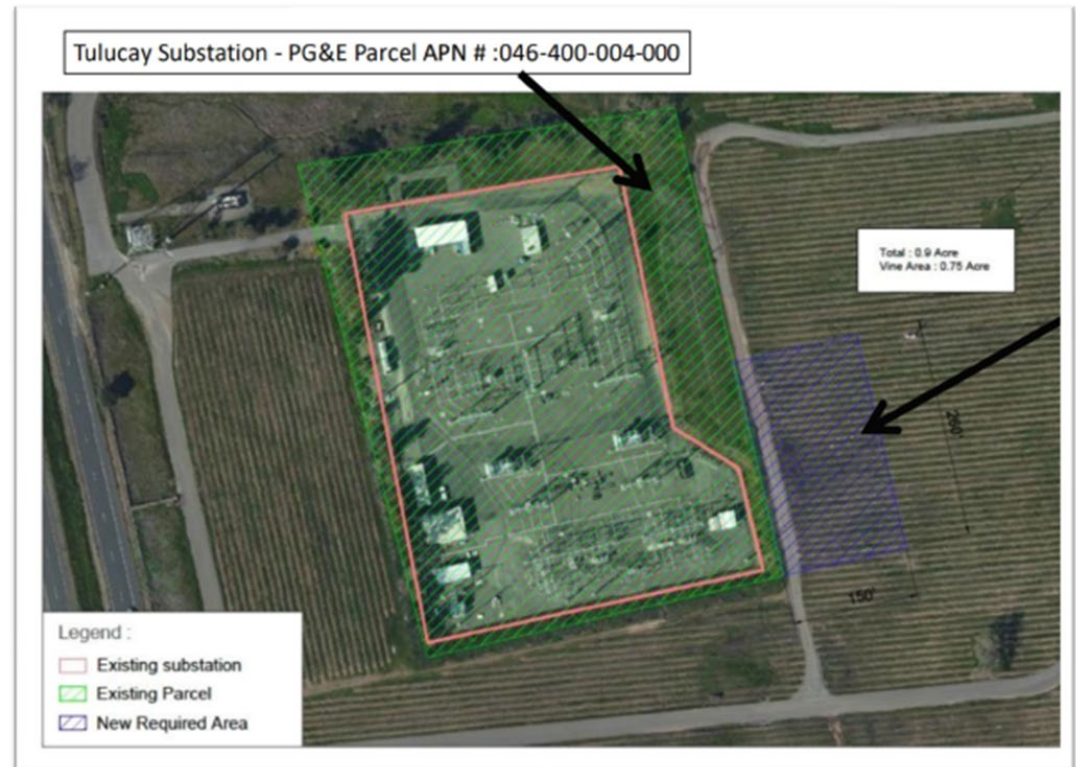 Tulucay Substation - PG&E Parcel APN # :046-400-004-000
Total : 0.9 Acre
Vine Area : 0.75 Acre
260'
150'
Legend :
Existing substation
Existing Parcel
New Required Area